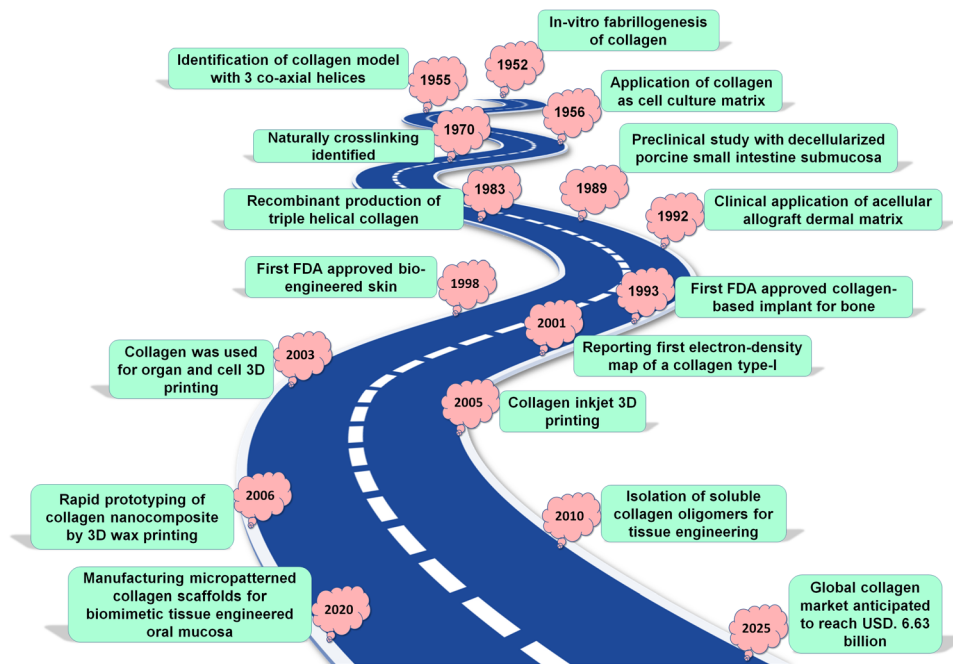 In-vitro fabrillogenesis
of collagen
1952
Identification of collagen model
with 3 co-axial helices
1955
Application of collagen
as cell culture matrix
1956
Naturally crosslinking
identified
1970
Preclinical study with decellularized
porcine small intestine submucosa
1989
Recombinant production of
triple helical collagen
1983
Clinical application of acellular
allograft dermal matrix
1992
First FDA approved bio-
engineered skin
1998
First FDA approved collagen-
based implant for bone
1993
2001
Reporting first electron-density
map of a collagen type-I
Collagen was used
for organ and cell 3D
printing
2003
2005
Collagen inkjet 3D
printing
Rapid prototyping of
collagen nanocomposite
by 3D wax printing
2006
2010
Isolation of soluble
collagen oligomers for
tissue engineering
Manufacturing micropatterned
collagen scaffolds for
biomimetic tissue engineered
oral mucosa
2020
2025
Global collagen
market anticipated
to reach USD. 6.63
billion